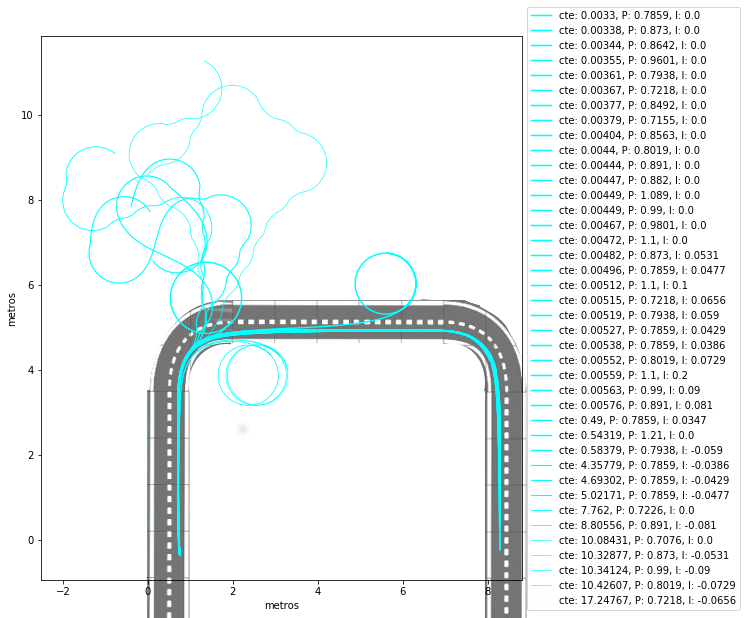 cte: 0.0033, P: 0.7859, I: 0.0
cte: 0.00338, P: 0.873, I: 0.0
cte: 0.00344, P: 0.8642, I: 0.0
cte: 0.00355, P: 0.9601, I: 0.0
cte: 0.00361, P: 0.7938, I: 0.0
cte: 0.00367, P: 0.7218, I: 0.0
cte: 0.00377, P: 0.8492, I: 0.0
cte: 0.00379, P: 0.7155, I: 0.0
cte: 0.00404, P: 0.8563, I: 0.0
cte: 0.0044, P: 0.8019, I: 0.0
cte: 0.00444, P: 0.891, I: 0.0
cte: 0.00447, P: 0.882, I: 0.0
cte: 0.00449, P: 1.089, I: 0.0
cte: 0.00449, P: 0.99, I: 0.0
cte: 0.00467, P: 0.9801, I: 0.0
cte: 0.00472, P: 1.1, I: 0.0
cte: 0.00482, P: 0.873, I: 0.0531
cte: 0.00496, P: 0.7859, I: 0.0477
cte: 0.00512, P: 1.1, I: 0.1
cte: 0.00515, P: 0.7218, I: 0.0656
cte: 0.00519, P: 0.7938, I: 0.059
cte: 0.00527, P: 0.7859, I: 0.0429
cte: 0.00538, P: 0.7859, I: 0.0386
cte: 0.00552, P: 0.8019, I: 0.0729
cte: 0.00559, P: 1.1, I: 0.2
cte: 0.00563, P: 0.99, I: 0.09
cte: 0.00576, P: 0.891, I: 0.081
cte: 0.49, P: 0.7859, I: 0.0347
cte: 0.54319, P: 1.21, I: 0.0
cte: 0.58379, P: 0.7938, I: -0.059
cte: 4.35779, P: 0.7859, I: -0.0386
cte: 4.69302, P: 0.7859, I: -0.0429
cte: 5.02171, P: 0.7859, I: -0.0477
cte: 7.762, P: 0.7226, I: 0.0
cte: 8.80556, P: 0.891, I: -0.081
cte: 10.08431, P: 0.7076, I: 0.0
cte: 10.32877, P: 0.873, I: -0.0531
cte: 10.34124, P: 0.99, I: -0.09
cte: 10.42607, P: 0.8019, I: -0.0729
cte: 17.24767, P: 0.7218, I: -0.0656
10
8
6
4
2
0
metros
−2
0
2
4
6
8
metros